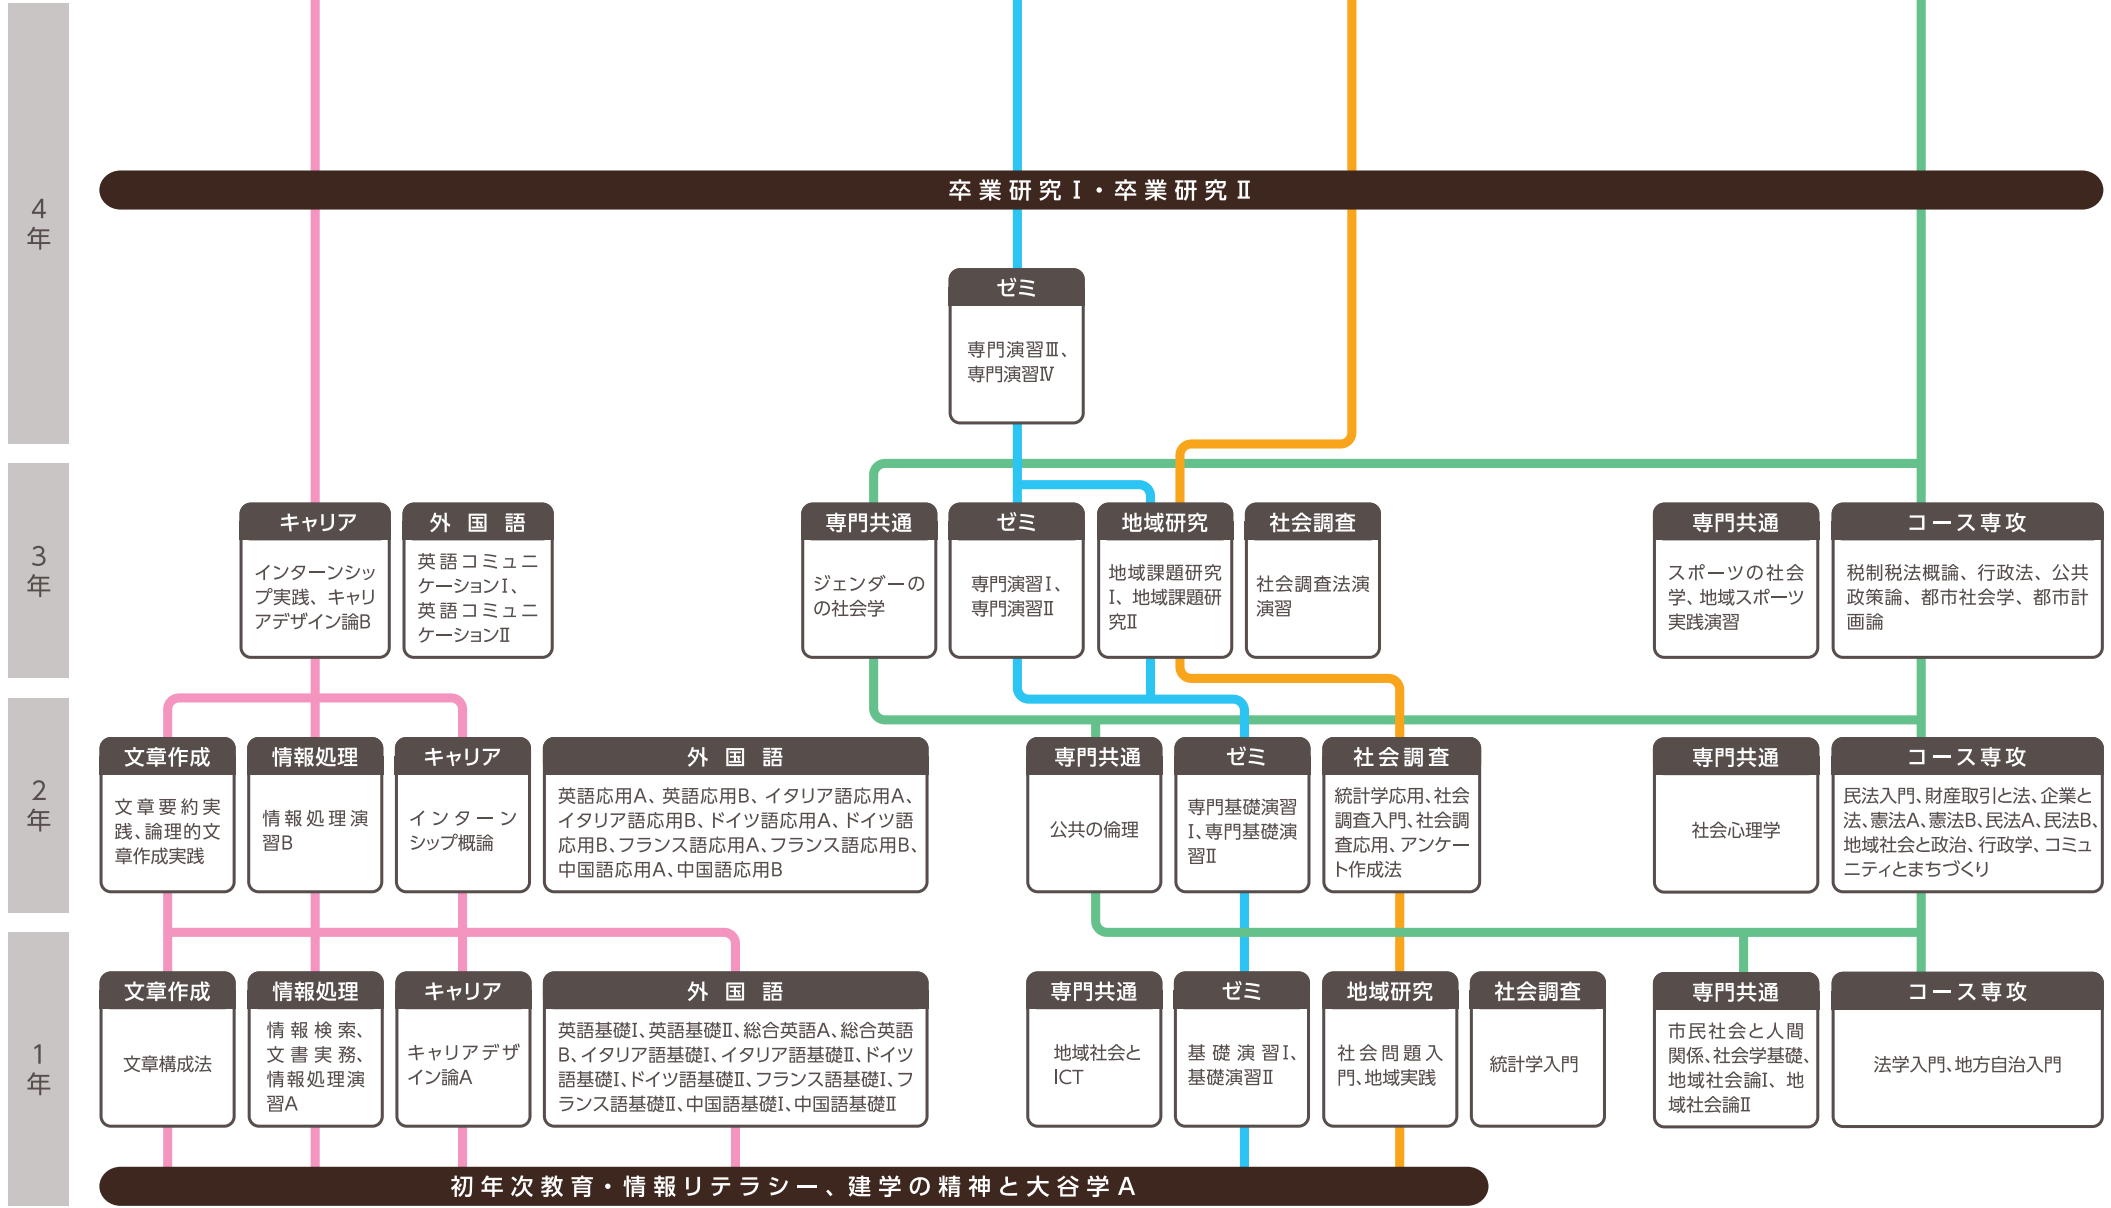 4
年
卒業研究Ⅰ・卒業研究Ⅱ
ゼミ
専門演習Ⅲ、
専門演習Ⅳ
3
年
キャリア
インターンシッ
プ実践、キャリ
アデザイン論B
外国語
英語コミュニ
ケーションⅠ、
英語コミュニ
ケーションⅡ
専門共通
ジェンダーの
の社会学
ゼミ
専門演習Ⅰ、
専門演習Ⅱ
地域研究
地域課題研究
Ⅰ、地域課題研
究Ⅱ
社会調査
社会調査法演
演習
専門共通
スポーツの社会
学、地域スポーツ
実践演習
コース専攻
税制税法概論、行政法、公共
政策論、都市社会学、都市計
画論
2
年
文章作成
文章要約実
践、論理的文
章作成実践
情報処理
情報処理演
習B
キャリア
インターン
シップ概論
外国語
英語応用A、英語応用B、イタリア語応用A、
イタリア語応用B、ドイツ語応用A、ドイツ語
応用B、フランス語応用A、フランス語応用B、
中国語応用A、中国語応用B
専門共通
公共の倫理
ゼミ
専門基礎演習
Ⅰ、専門基礎演
習Ⅱ
社会調査
統計学応用、社会
調査入門、社会調
査応用、アンケー
ト作成法
専門共通
社会心理学
コース専攻
民法入門、財産取引と法、企業と
法、憲法A、憲法B、民法A、民法B、
地域社会と政治、行政学、コミュ
ニティとまちづくり
1
年
文章作成
文章構成法
情報処理
情報検索、
文書実務、
情報処理演
習A
キャリア
キャリアデザ
イン論A
外国語
英語基礎Ⅰ、英語基礎Ⅱ、総合英語A、総合英語
B、イタリア語基礎Ⅰ、イタリア語基礎Ⅱ、ドイツ
語基礎Ⅰ、ドイツ語基礎Ⅱ、フランス語基礎Ⅰ、フ
ランス語基礎Ⅱ、中国語基礎Ⅰ、中国語基礎Ⅱ
専門共通
地域社会と
ICT
ゼミ
基礎演習Ⅰ、
基礎演習Ⅱ
地域研究
社会問題入
門、地域実践
社会調査
統計学入門
専門共通
市民社会と人間
関係、社会学基礎、
地域社会論Ⅰ、地
域社会論Ⅱ
コース専攻
法学入門、地方自治入門
初年次教育・情報リテラシー、建学の精神と大谷学A